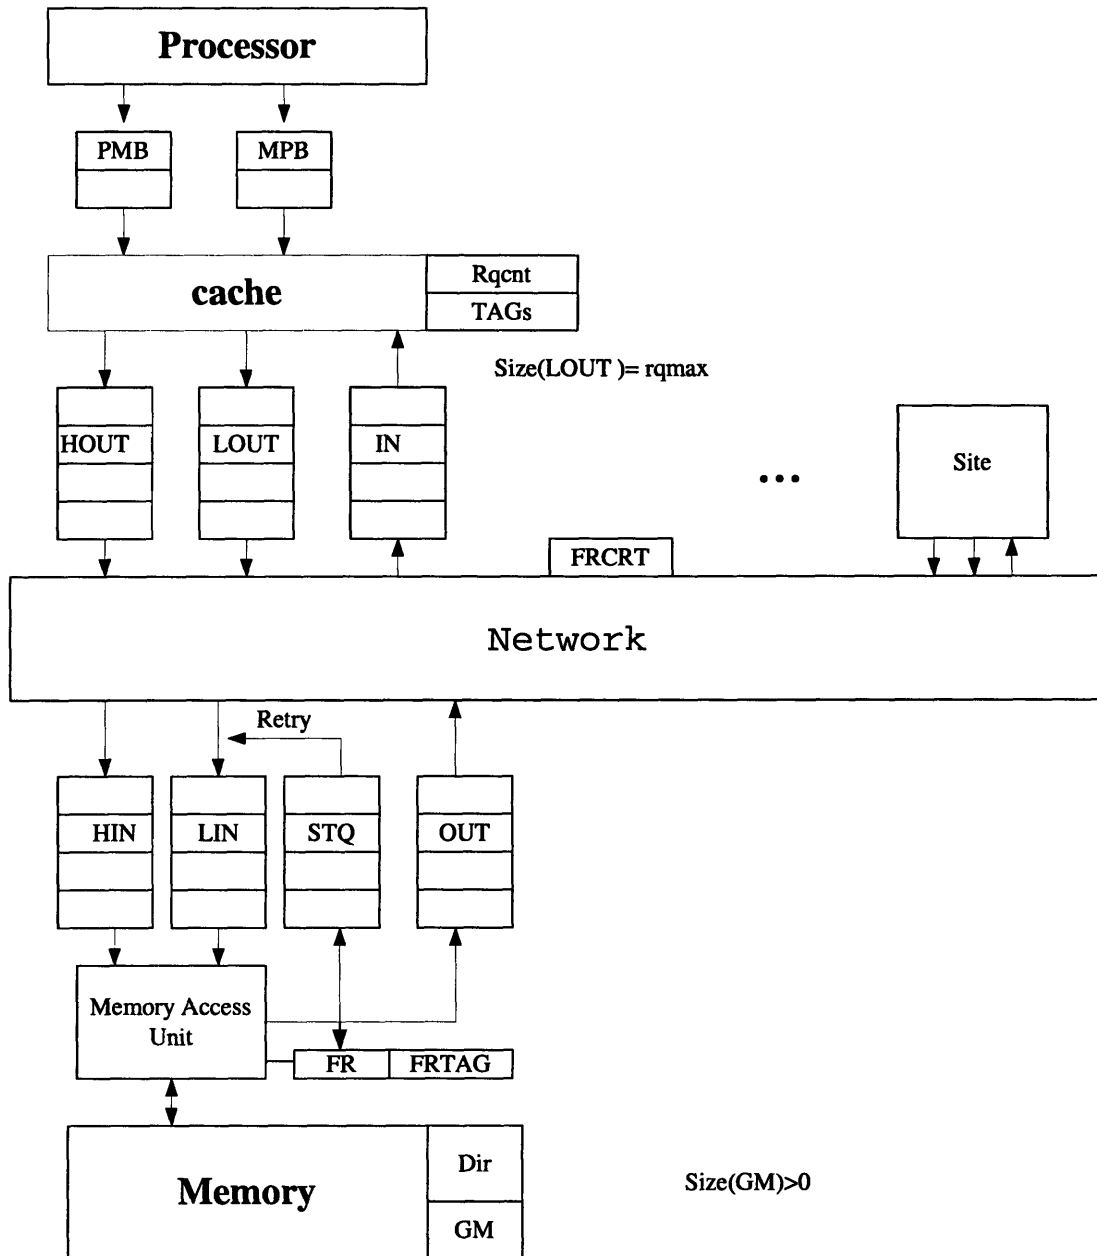 Processor
PMB
MPB
cache
Rqcnt
TAGs
Size(LOUT )= rqmax
HOUT
LOUT
IN
...
Site
FRCRT
Network
Retry
HIN
LIN
STQ
OUT
Memory Access
Unit
FR
FRTAG
Memory
Dir
GM
Size(GM)>0